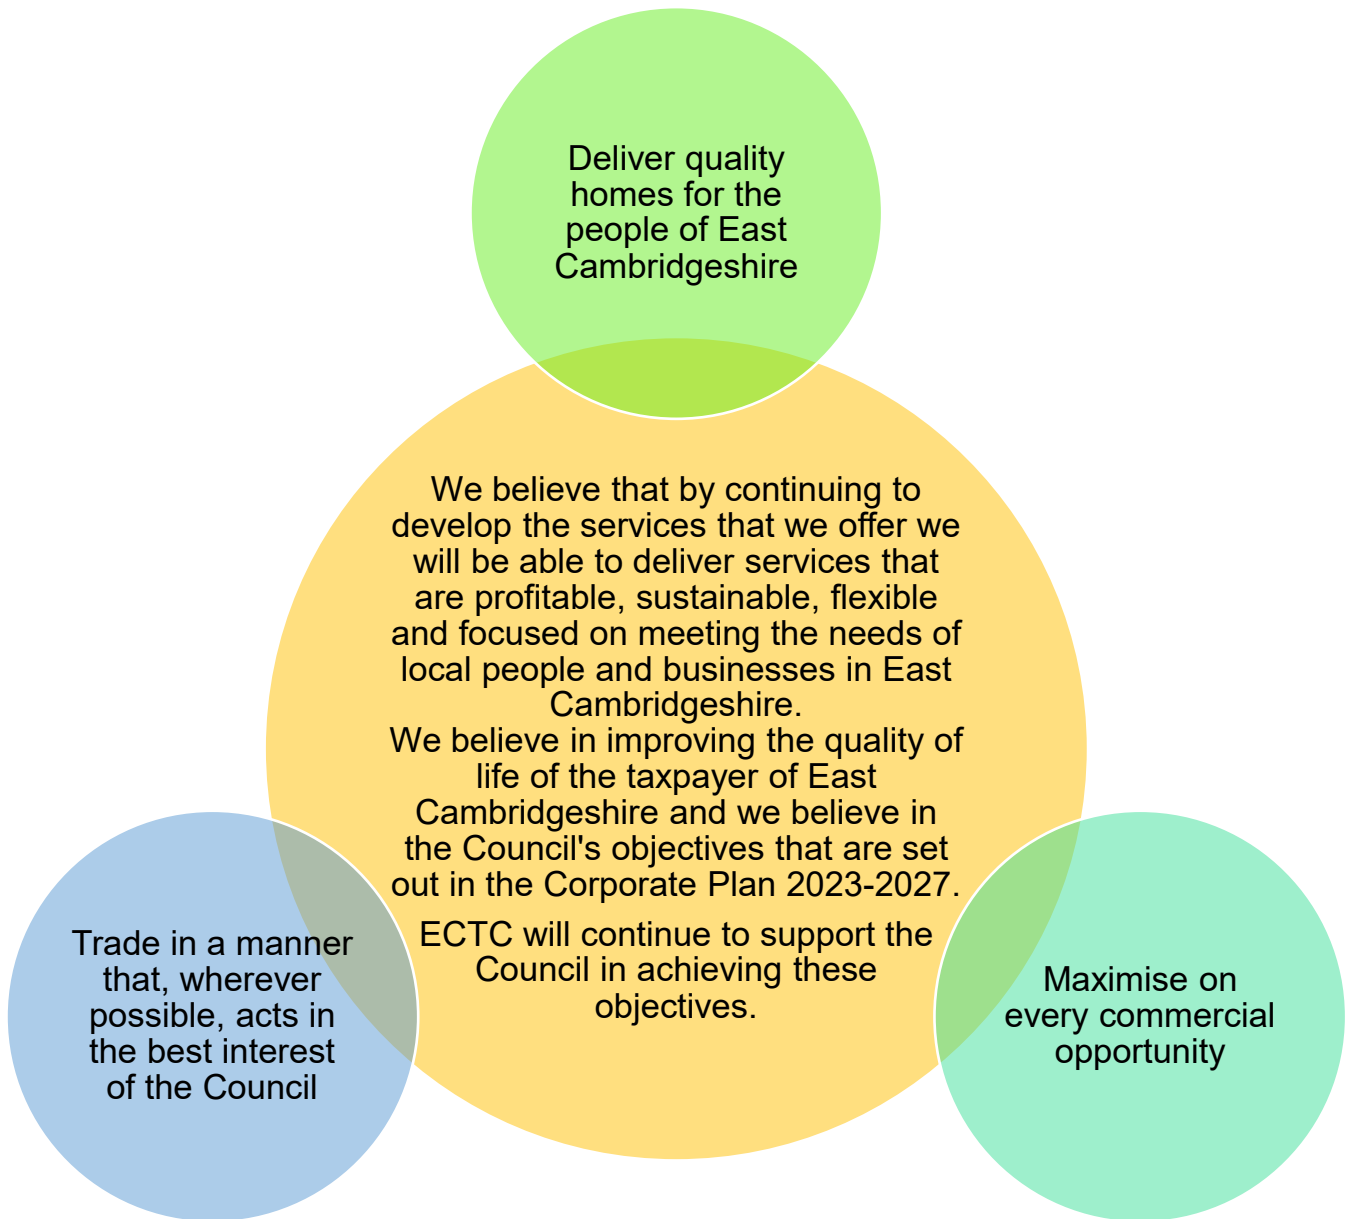 Deliver quality
homes for the
people of East
Cambridgeshire
We believe that by continuing to
develop the services that we offer we
will be able to deliver services that
are profitable, sustainable, flexible
and focused on meeting the needs of
local people and businesses in East
Cambridgeshire.
We believe in improving the quality of
life of the taxpayer of East
Cambridgeshire and we believe in
the Council's objectives that are set
out in the Corporate Plan 2023-2027.
ECTC will continue to support the
Council in achieving these
objectives.
Trade in a manner
that, wherever
possible, acts in
the best interest
of the Council
Maximise on
every commercial
opportunity